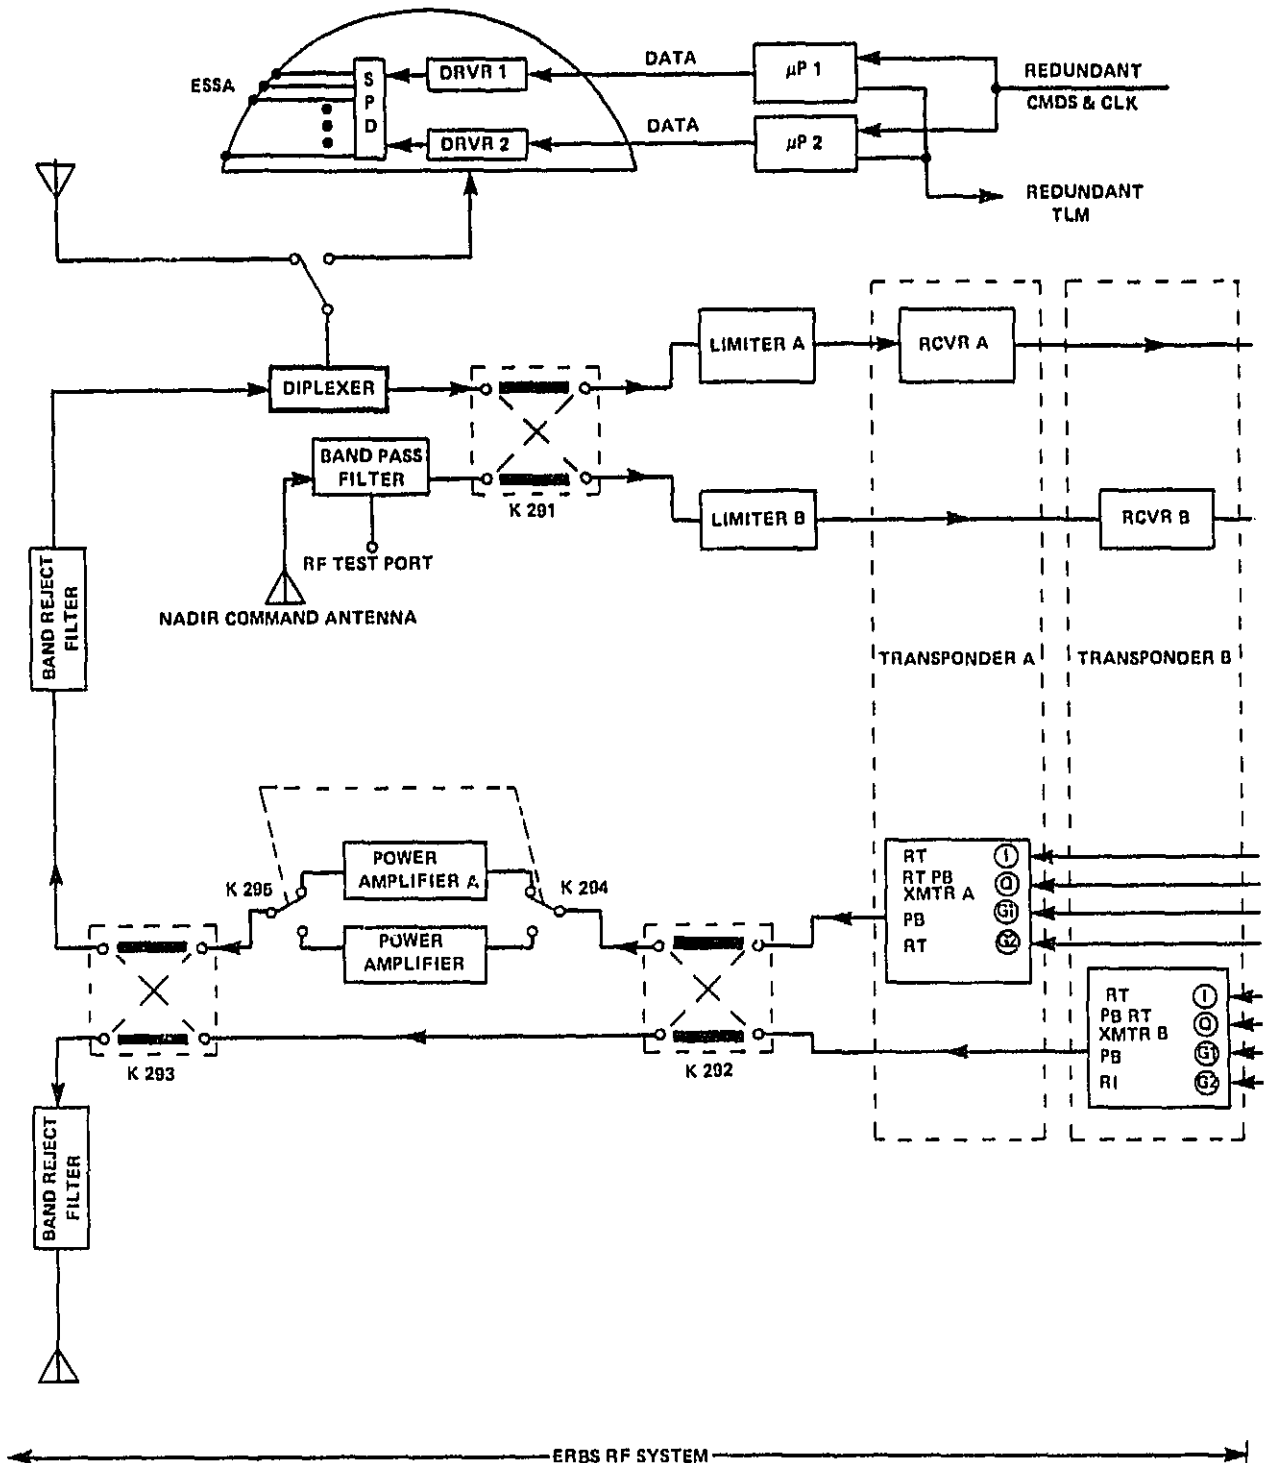 ESSA
S
P
D
DRVR 1
DATA
μP 1
REDUNDANT
CMDS & CLK
DRVR 2
DATA
μP 2
REDUNDANT
TLM
LIMITER A
RCVR A
DIPLEXER
BAND PASS
FILTER
K 291
LIMITER B
RCVR B
RF TEST PORT
NADIR COMMAND ANTENNA
BAND REJECT
FILTER
TRANSPONDER A
TRANSPONDER B
POWER
AMPLIFIER A
K 295
K 294
POWER
AMPLIFIER
RT I
RT PB Q
XMTR A
PB G1
RT G2
RT I
PB RT Q
XMTR B
PB G1
RI G2
K 293
K 292
BAND REJECT
FILTER
ERBS RF SYSTEM